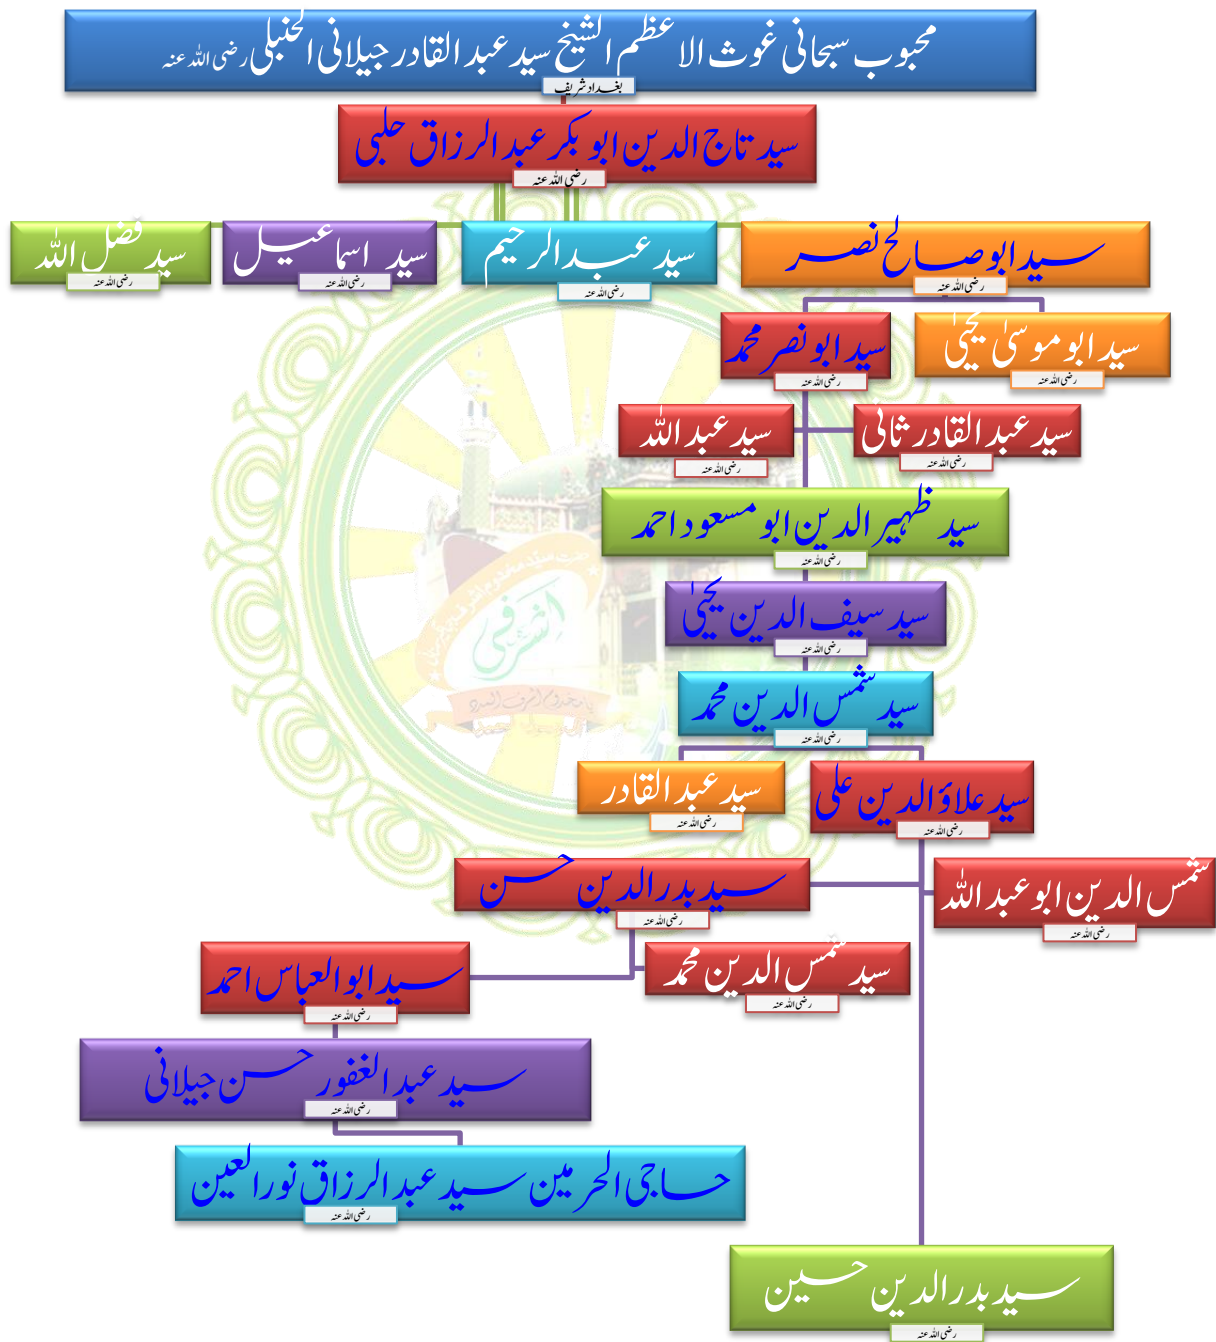 محبوب سبحانی غوث الاعظم الشیخ سید عبد القادر جیلانی الحنبلی رضی اللہ عنہ
بغداد شریف
سید تاج الدین ابو بکر عبد الرزاق حلبی
رضی اللہ عنہ
سید ابو صالح نصر
رضی اللہ عنہ
سید عبد الرحیم
رضی اللہ عنہ
سید اسماعیل
رضی اللہ عنہ
سید فضل اللہ
رضی اللہ عنہ
سید ابو موسیٰ یحییٰ
رضی اللہ عنہ
سید ابو نصر محمد
رضی اللہ عنہ
سید عبد القادر ثانی
رضی اللہ عنہ
سید عبد اللہ
رضی اللہ عنہ
سید ظہیر الدین ابو مسعود احمد
رضی اللہ عنہ
سید سیف الدین یحییٰ
رضی اللہ عنہ
سید شمس الدین محمد
رضی اللہ عنہ
سید علاؤ الدین علی
رضی اللہ عنہ
سید عبد القادر
رضی اللہ عنہ
شمس الدین ابو عبد اللہ
رضی اللہ عنہ
سید بدر الدین حسن
رضی اللہ عنہ
سید شمس الدین محمد
رضی اللہ عنہ
سید ابو العباس احمد
رضی اللہ عنہ
سید عبد الغفور حسن جیلانی
رضی اللہ عنہ
حاجی الحرمین سید عبد الرزاق نور العین
رضی اللہ عنہ
سید بدر الدین حسین
رضی اللہ عنہ
اشرفی